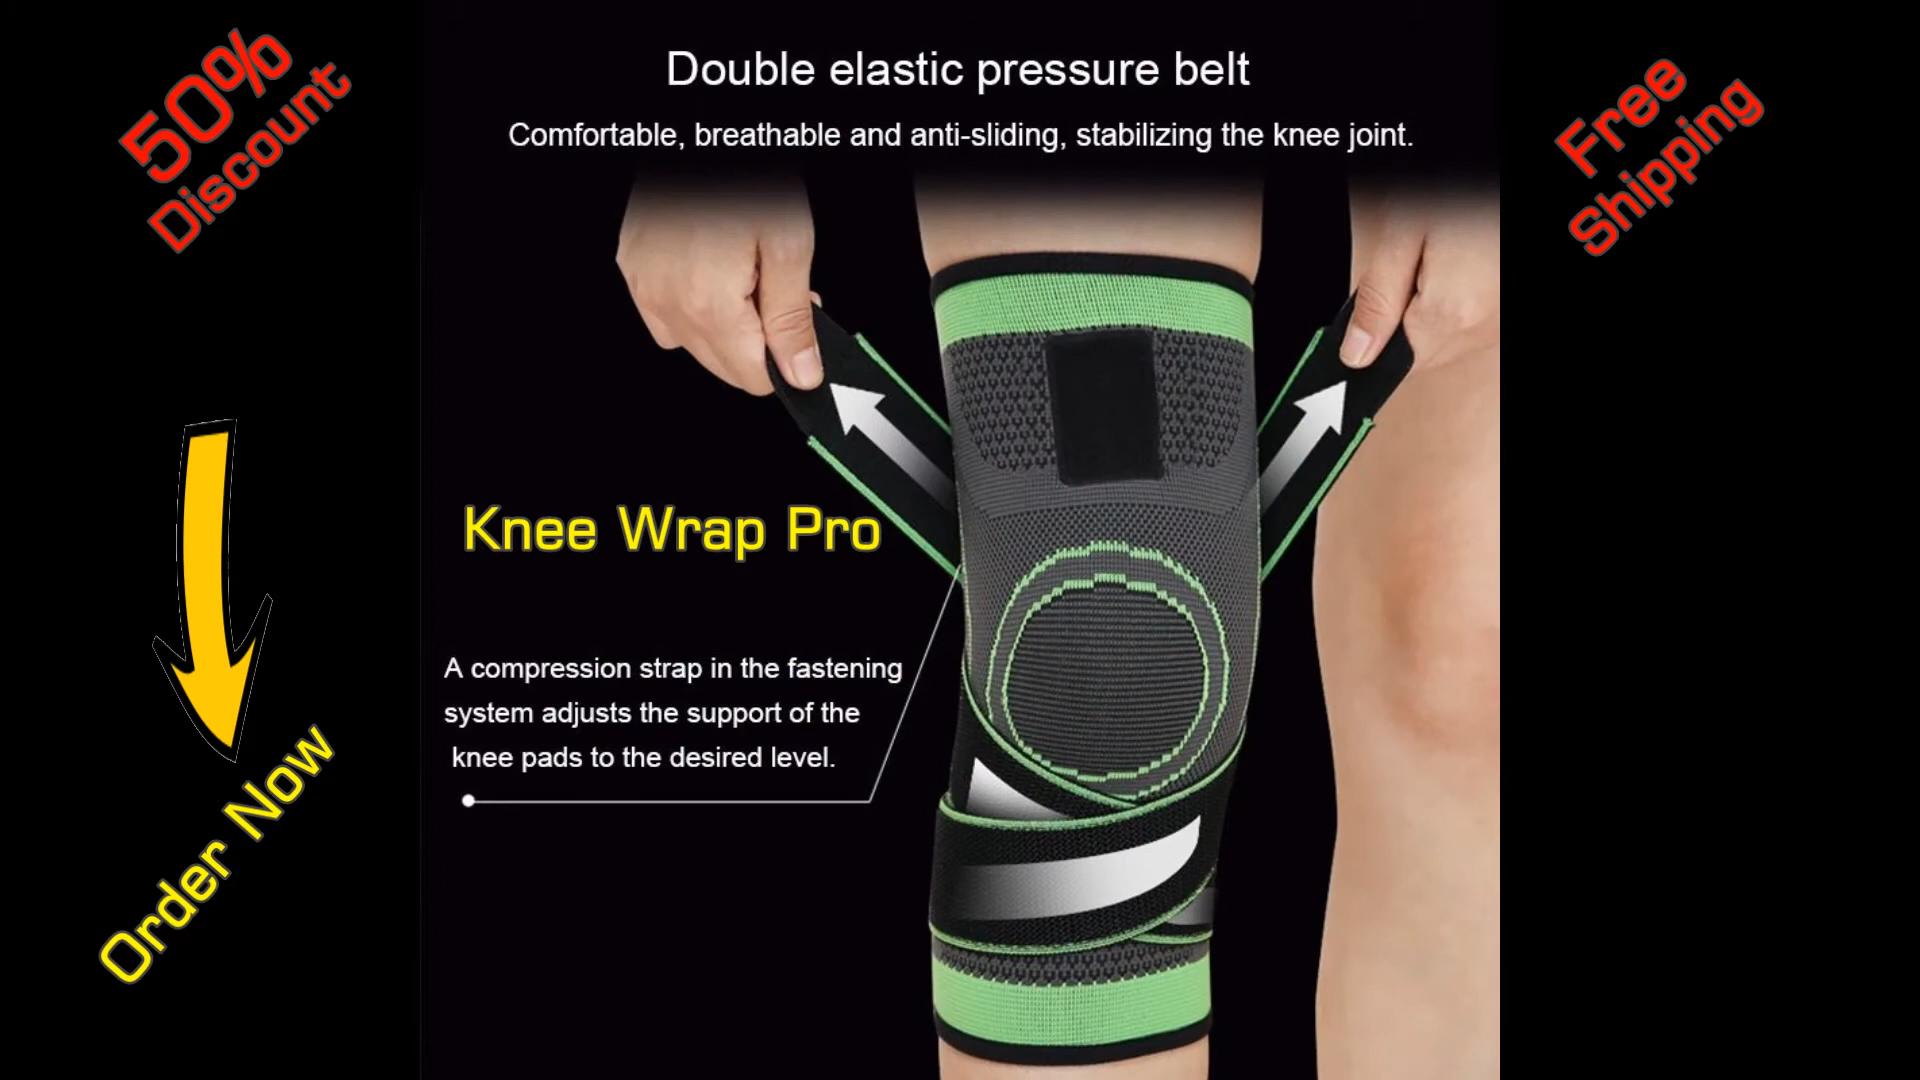 50%
Discount
Double elastic pressure belt
Comfortable, breathable and anti-sliding, stabilizing the knee joint.
Free
Shipping
Knee Wrap Pro
A compression strap in the fastening
system adjusts the support of the
knee pads to the desired level.
Order Now